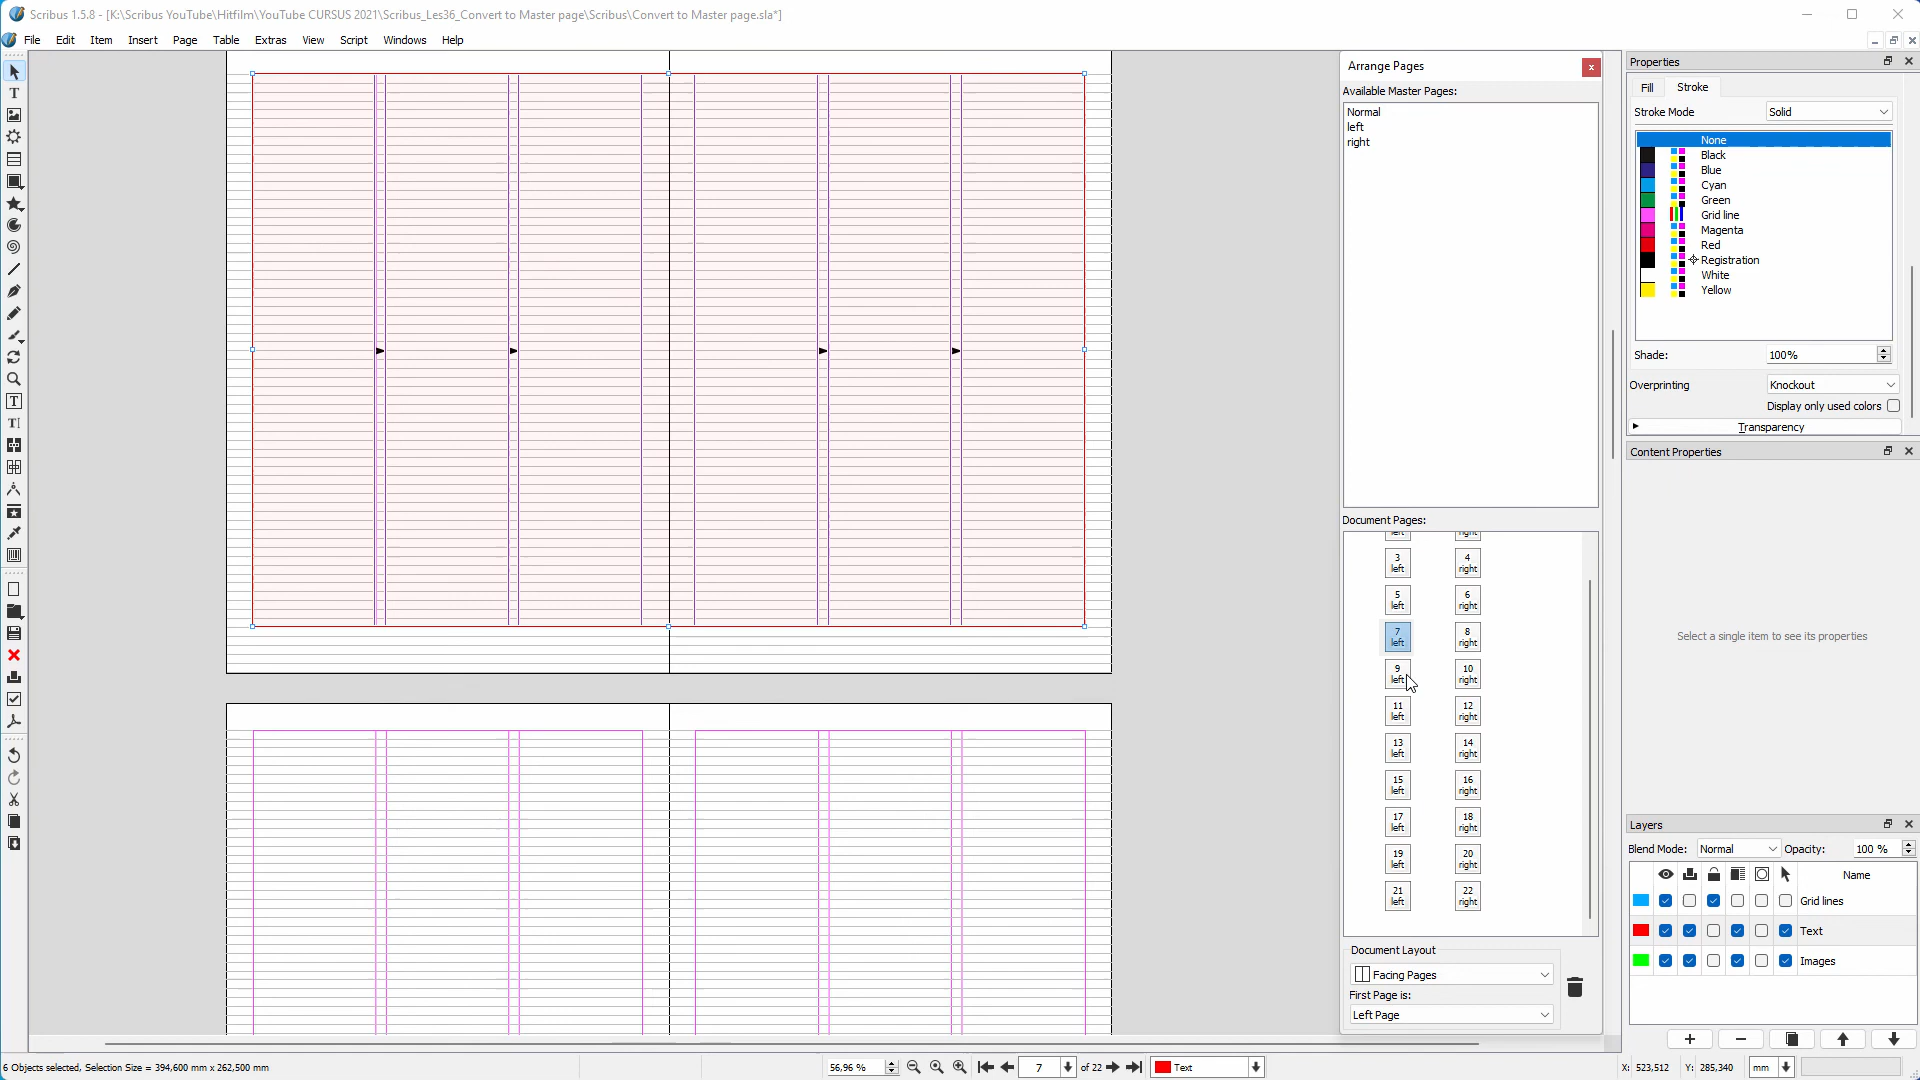 Scribus 1.5.8 - [K:\Scribus YouTube\Hitfilm\YouTube CURSUS 2021\Scribus_Les36_Convert to Master page\Scribus\Convert to Master page.sla*]
File Edit Item Insert Page Table Extras View Script Windows Help
Arrange Pages
Available Master Pages:
Normal
left
right
Document Pages:
left right
3 left 4 right
5 left 6 right
7 left 8 right
9 left 10 right
11 left 12 right
13 left 14 right
15 left 16 right
17 left 18 right
19 left 20 right
21 left 22 right
Document Layout
Facing Pages
First Page is:
Left Page
Properties
Fill Stroke
Stroke Mode Solid
None
Black
Blue
Cyan
Green
Grid line
Magenta
Red
Registration
White
Yellow
Shade: 100%
Overprinting Knockout
Display only used colors
Transparency
Content Properties
Select a single item to see its properties
Layers
Blend Mode: Normal Opacity: 100 %
Name
Grid lines
Text
Images
6 Objects selected, Selection Size = 394,600 mm x 262,500 mm
56,96 % 7 of 22 Text X: 523,512 Y: 285,340 mm